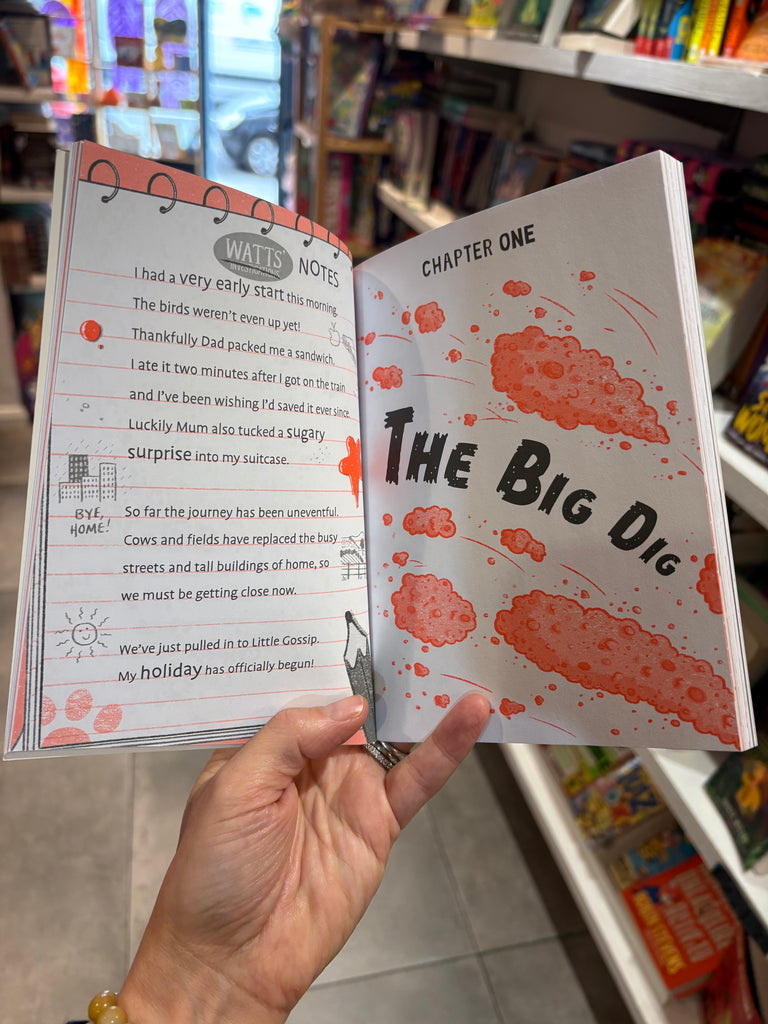 WATTS'
INVESTIGATIONS
NOTES
I had a very early start this morning.
The birds weren't even up yet!
Thankfully Dad packed me a sandwich.
I ate it two minutes after I got on the train
and I've been wishing I'd saved it ever since.
Luckily Mum also tucked a sugary
surprise into my suitcase.
BYE,
HOME!
So far the journey has been uneventful.
Cows and fields have replaced the busy
streets and tall buildings of home, so
we must be getting close now.
We've just pulled in to Little Gossip.
My holiday has officially begun!
CHAPTER ONE
THE BIG DIG